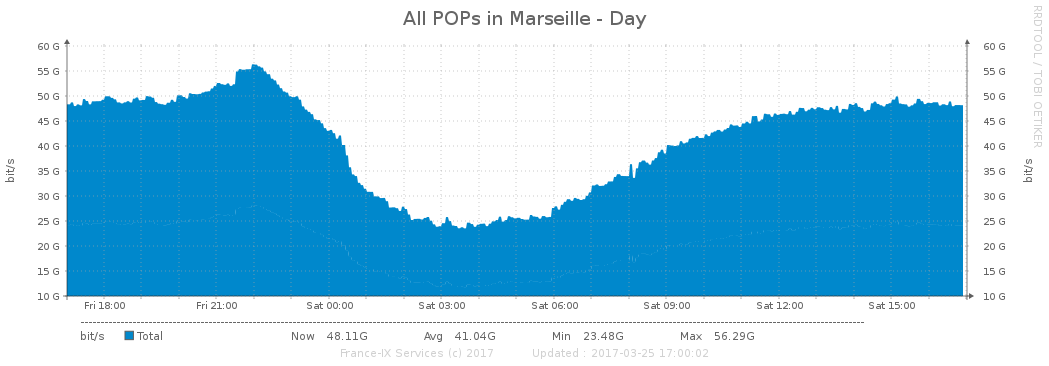 All POPs in Marseille - Day
RRDTOOL / TOBI OETIKER
bit/s
60 G 60 G
55 G 55 G
50 G 50 G
45 G 45 G
40 G 40 G
35 G 35 G
30 G 30 G
25 G 25 G
20 G 20 G
15 G 15 G
10 G 10 G
bit/s
Fri 18:00 Fri 21:00 Sat 00:00 Sat 03:00 Sat 06:00 Sat 09:00 Sat 12:00 Sat 15:00
bit/s Total Now 48.11G Avg 41.04G Min 23.48G Max 56.29G
France-IX Services (c) 2017 Updated : 2017-03-25 17:00:02